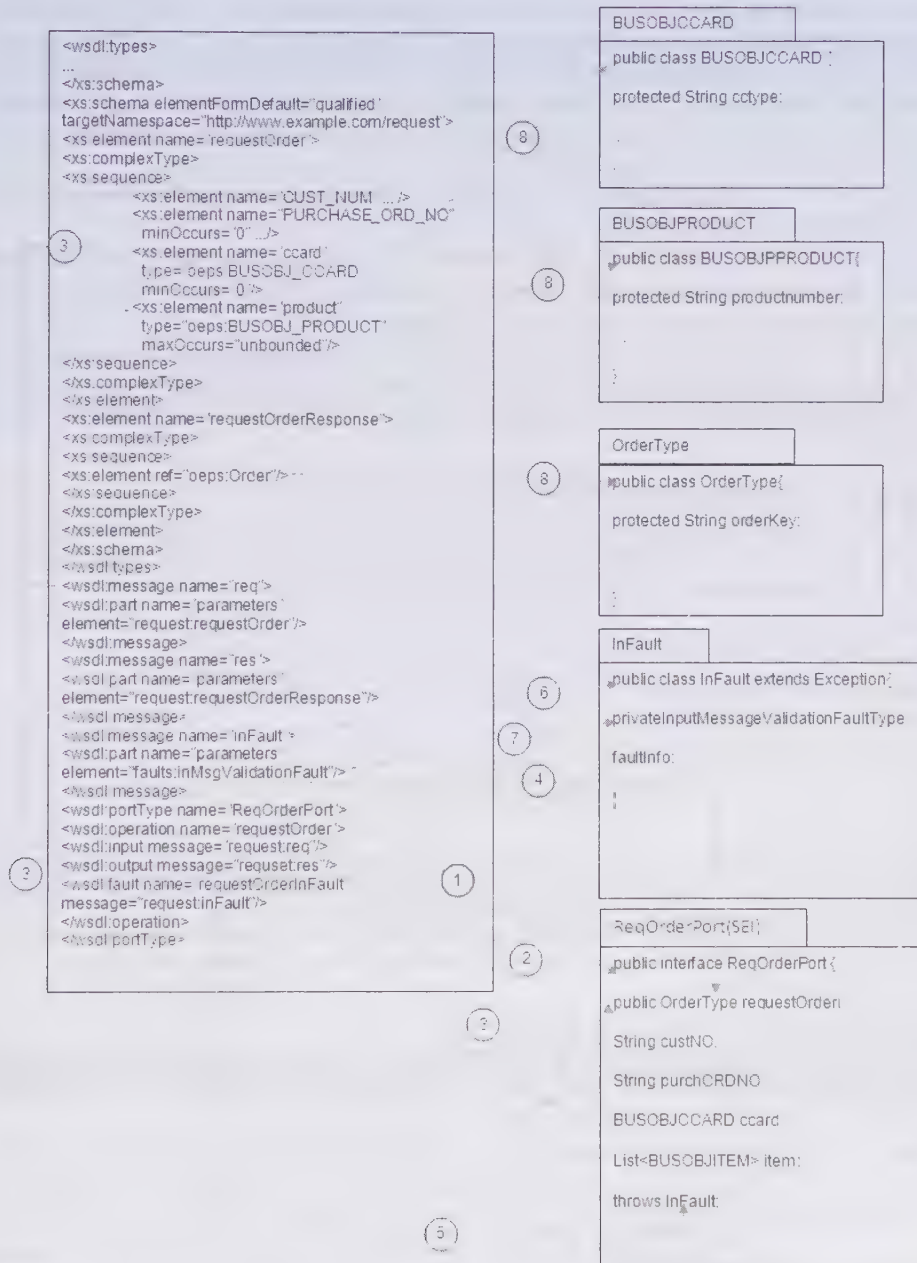 <wsdl:types>
...
</xs:schema>
<xs:schema elementFormDefault="qualified"
targetNamespace="http://www.example.com/request">
<xs:element name="requestOrder">
<xs:complexType>
<xs:sequence>
<xs:element name="CUST_NUM" ... />
<xs:element name="PURCHASE_ORD_NO"
minOccurs="0" .../>
<xs:element name="ccard"
type="oeps:BUSOBJ_CCARD
minOccurs="0"/>
<xs:element name="product"
type="oeps:BUSOBJ_PRODUCT"
maxOccurs="unbounded"/>
</xs:sequence>
</xs:complexType>
</xs:element>
<xs:element name="requestOrderResponse">
<xs:complexType>
<xs:sequence>
<xs:element ref="oeps:Order"/>
</xs:sequence>
</xs:complexType>
</xs:element>
</xs:schema>
</wsdl:types>
<wsdl:message name="req">
<wsdl:part name="parameters"
element="request:requestOrder"/>
</wsdl:message>
<wsdl:message name="res">
<wsdl:part name="parameters"
element="request:requestOrderResponse"/>
</wsdl:message>
<wsdl:message name="inFault">
<wsdl:part name="parameters
element="faults:inMsgValidationFault"/>
</wsdl:message>
<wsdl:portType name="ReqOrderPort">
<wsdl:operation name="requestOrder">
<wsdl:input message="request:req"/>
<wsdl:output message="requset:res"/>
<wsdl:fault name="requestOrderInFault
message="request:inFault"/>
</wsdl:operation>
</wsdl:portType>
3
3
8
8
8
6
7
4
1
2
3
5
BUSOBJCCARD
public class BUSOBJCCARD {
protected String cctype;
.
.
BUSOBJPRODUCT
public class BUSOBJPPRODUCT{
protected String productnumber;
.
}
OrderType
public class OrderType{
protected String orderKey;
}
InFault
public class InFault extends Exception{
privateInputMessageValidationFaultType
faultInfo;
}
ReqOrderPort(SEI)
public interface ReqOrderPort {
public OrderType requestOrder(
String custNO,
String purchORDNO
BUSOBJCCARD ccard
List<BUSOBJITEM> item;
throws InFault;